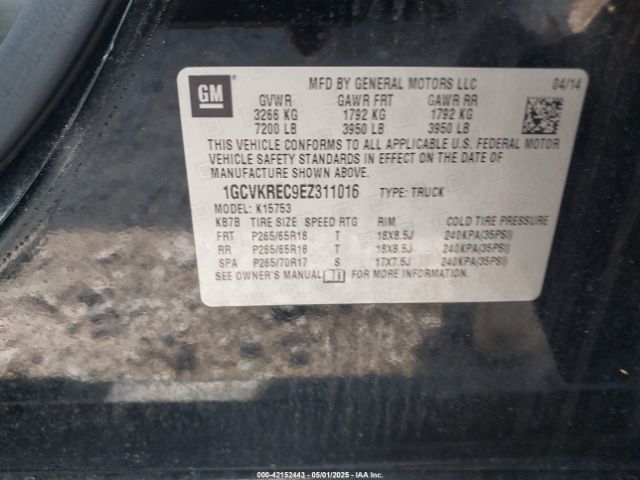 GM
MFD BY GENERAL MOTORS LLC 04/14
GVWR GAWR FRT GAWR RR
3266 KG 1792 KG 1792 KG
7200 LB 3950 LB 3950 LB
THIS VEHICLE CONFORMS TO ALL APPLICABLE U.S. FEDERAL MOTOR
VEHICLE SAFETY STANDARDS IN EFFECT ON THE DATE OF
MANUFACTURE SHOWN ABOVE.
1GCVKREC9EZ311016 TYPE: TRUCK
MODEL: K15753
KB7B TIRE SIZE SPEED RTG RIM COLD TIRE PRESSURE
FRT P265/65R18 T 18X8.5J 240KPA(35PSI)
RR P265/65R18 T 18X8.5J 240KPA(35PSI)
SPA P265/70R17 S 17X7.5J 240KPA(35PSI)
SEE OWNER'S MANUAL FOR MORE INFORMATION
000-42152443 - 05/01/2025 - IAAI, Inc.